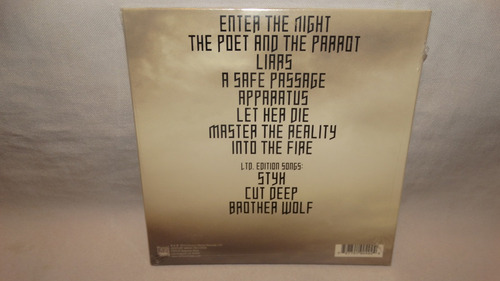 ENTER THE NIGHT
THE POET AND THE PARROT
LIARS
A SAFE PASSAGE
APPARATUS
LET HER DIE
MASTER THE REALITY
INTO THE FIRE
LTD. EDITION SONGS:
STYX
CUT DEEP
BROTHER WOLF